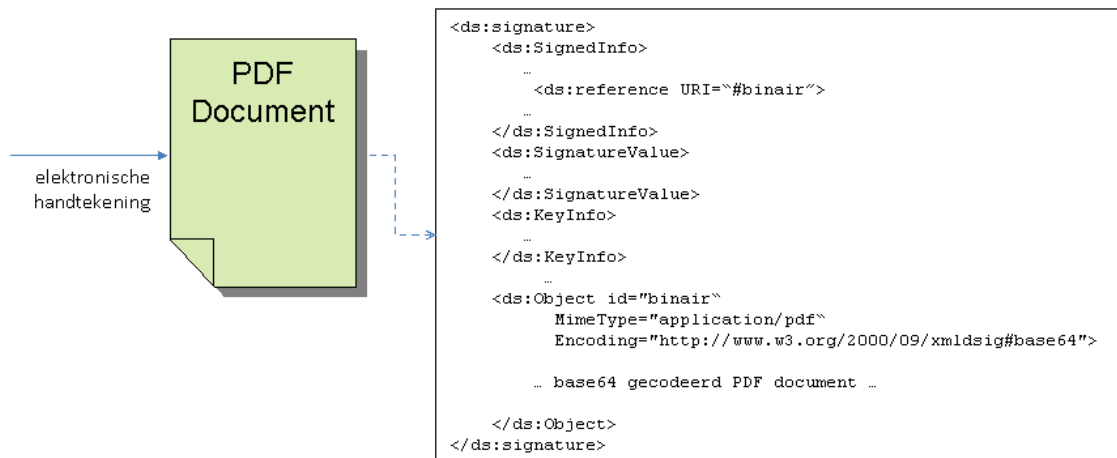 PDF
Document
elektronische
handtekening
<ds:signature>
<ds:SignedInfo>
…
<ds:reference URI=‟#binair”>
…
</ds:SignedInfo>
<ds:SignatureValue>
…
</ds:SignatureValue>
<ds:KeyInfo>
…
</ds:KeyInfo>
…
<ds:Object id="binair‟
MimeType="application/pdf‟
Encoding="http://www.w3.org/2000/09/xmldsig#base64">
… base64 gecodeerd PDF document …
</ds:Object>
</ds:signature>